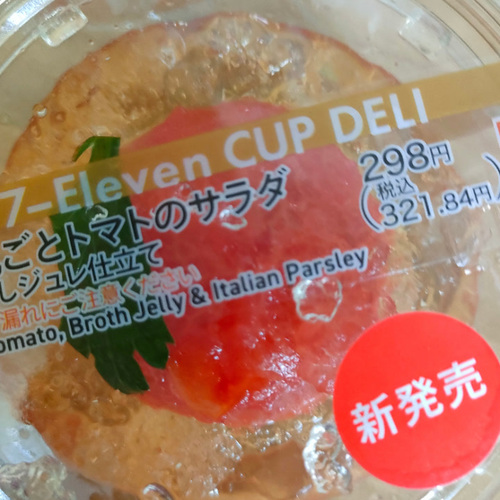 7-Eleven CUP DELI
ごとトマトのサラダ
298円
(税込
321.84円)
しジュレ仕立て
漏れにご注意ください
omato, Broth Jelly & Italian Parsley
新発売